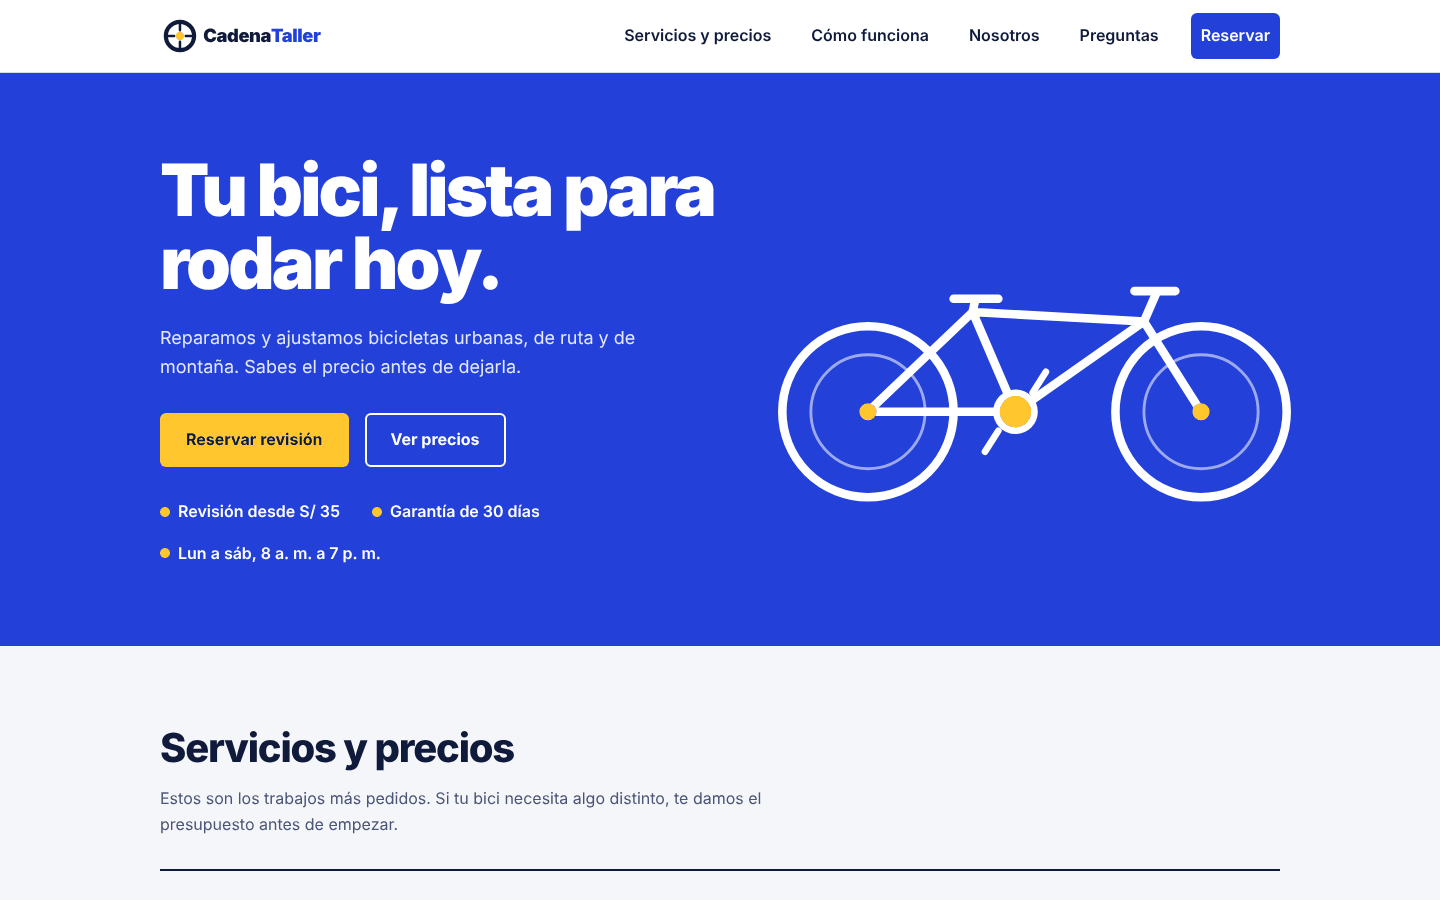 CadenaTaller
Servicios y precios
Cómo funciona
Nosotros
Preguntas
Reservar
Tu bici, lista para
rodar hoy.
Reparamos y ajustamos bicicletas urbanas, de ruta y de
montaña. Sabes el precio antes de dejarla.
Reservar revisión
Ver precios
Revisión desde S/ 35
Garantía de 30 días
Lun a sáb, 8 a. m. a 7 p. m.
Servicios y precios
Estos son los trabajos más pedidos. Si tu bici necesita algo distinto, te damos el
presupuesto antes de empezar.